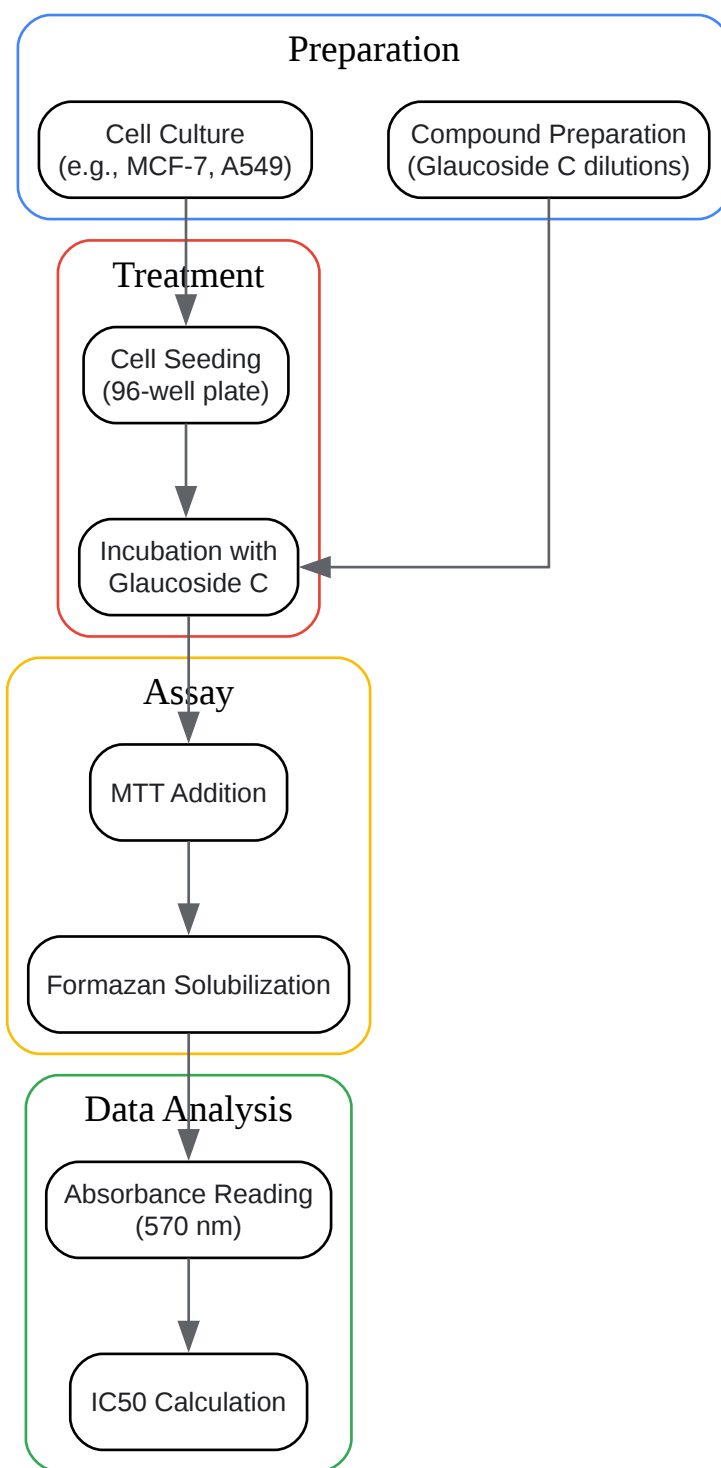 Preparation
Cell Culture
(e.g., MCF-7, A549)
Compound Preparation
(Glaucoside C dilutions)
Treatment
Cell Seeding
(96-well plate)
Incubation with
Glaucoside C
Assay
MTT Addition
Formazan Solubilization
Data Analysis
Absorbance Reading
(570 nm)
IC50 Calculation